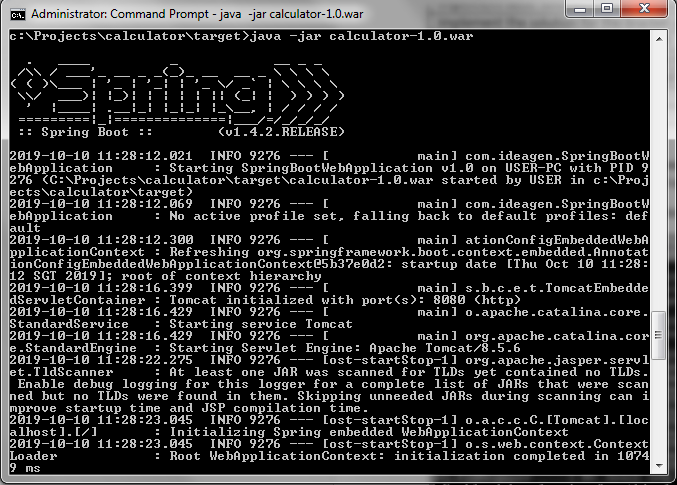 Administrator: Command Prompt - java -jar calculator-1.0.war
c:\Projects\calculator\target>java -jar calculator-1.0.war
Spring
:: Spring Boot ::        (v1.4.2.RELEASE)
2019-10-10 11:28:12.021  INFO 9276 --- [           main] com.ideagen.SpringBootW
ebApplication     : Starting SpringBootWebApplication v1.0 on USER-PC with PID 9
276 (C:\Projects\calculator\target\calculator-1.0.war started by USER in c:\Proj
ects\calculator\target)
2019-10-10 11:28:12.069  INFO 9276 --- [           main] com.ideagen.SpringBootW
ebApplication     : No active profile set, falling back to default profiles: def
ault
2019-10-10 11:28:12.300  INFO 9276 --- [           main] ationConfigEmbeddedWebA
pplicationContext : Refreshing org.springframework.boot.context.embedded.Annotat
ionConfigEmbeddedWebApplicationContext@5b37e0d2: startup date [Thu Oct 10 11:28:
12 SGT 2019]; root of context hierarchy
2019-10-10 11:28:16.399  INFO 9276 --- [           main] s.b.c.e.t.TomcatEmbedde
dServletContainer : Tomcat initialized with port(s): 8080 (http)
2019-10-10 11:28:16.429  INFO 9276 --- [           main] o.apache.catalina.core.
StandardService   : Starting service Tomcat
2019-10-10 11:28:16.429  INFO 9276 --- [           main] org.apache.catalina.cor
e.StandardEngine  : Starting Servlet Engine: Apache Tomcat/8.5.6
2019-10-10 11:28:22.275  INFO 9276 --- [ost-startStop-1] org.apache.jasper.servl
et.TldScanner     : At least one JAR was scanned for TLDs yet contained no TLDs.
 Enable debug logging for this logger for a complete list of JARs that were scan
ned but no TLDs were found in them. Skipping unneeded JARs during scanning can i
mprove startup time and JSP compilation time.
2019-10-10 11:28:23.045  INFO 9276 --- [ost-startStop-1] o.a.c.c.C.[Tomcat].[loc
alhost].[/]       : Initializing Spring embedded WebApplicationContext
2019-10-10 11:28:23.045  INFO 9276 --- [ost-startStop-1] o.s.web.context.Context
Loader            : Root WebApplicationContext: initialization completed in 1074
9 ms